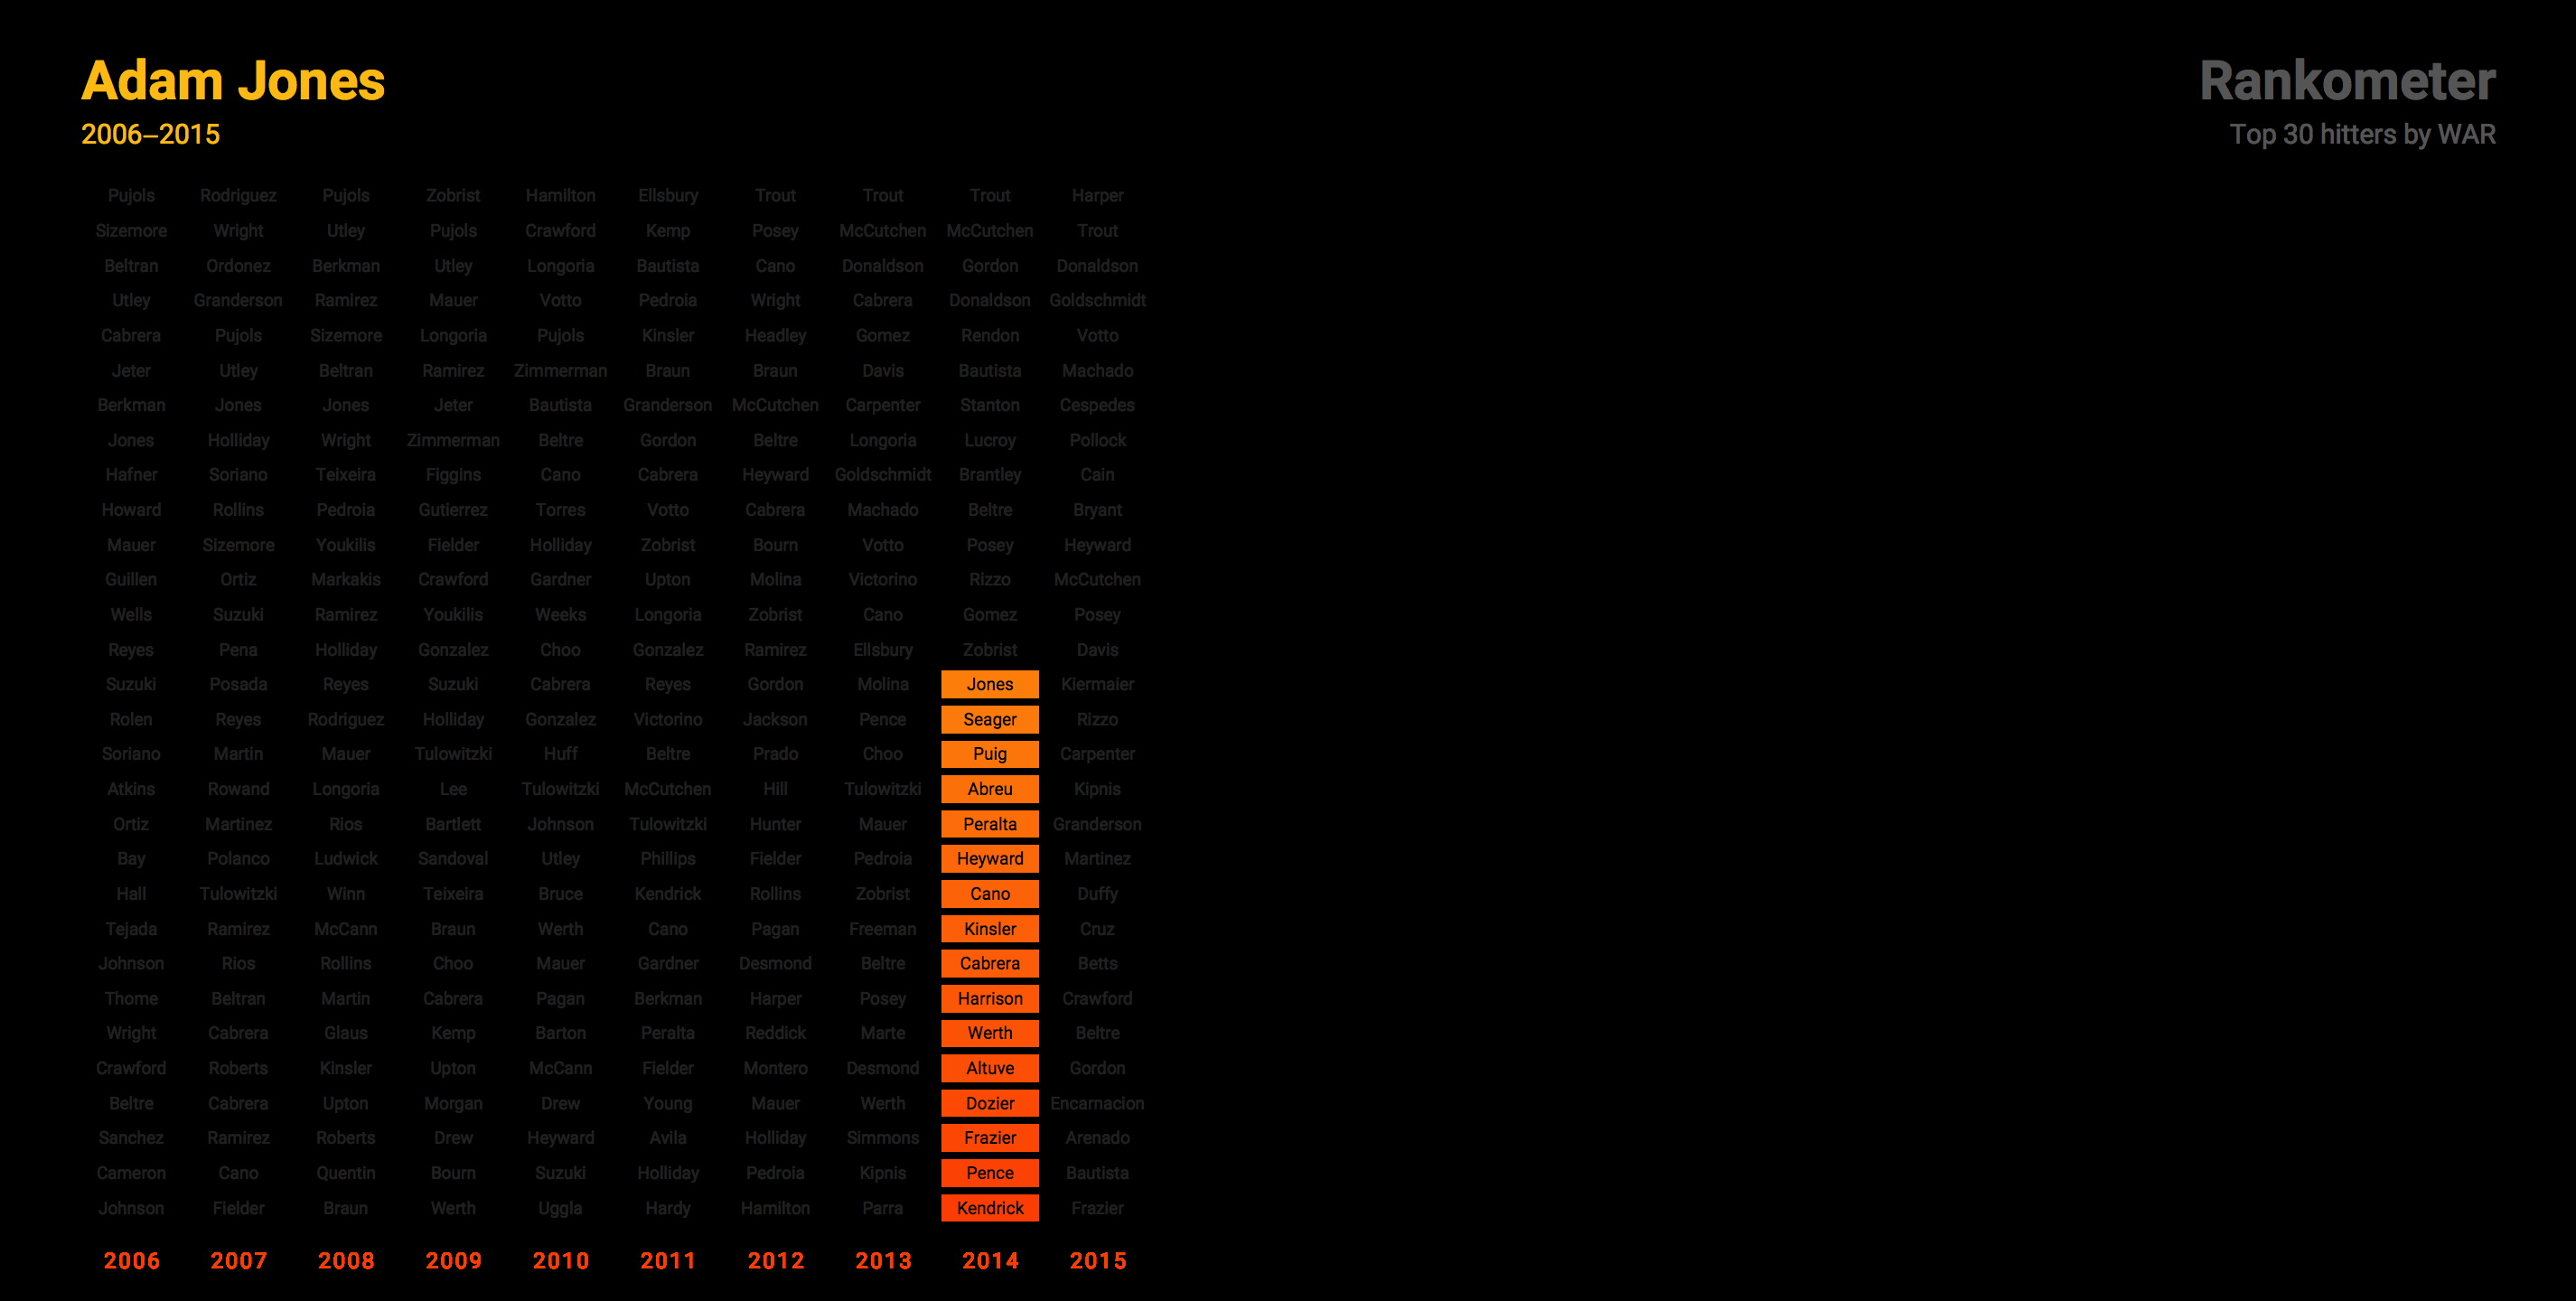 Adam Jones
2006–2015
Rankometer
Top 30 hitters by WAR
Pujols Rodriguez Pujols Zobrist Hamilton Ellsbury Trout Trout Trout Harper
Sizemore Wright Utley Pujols Crawford Kemp Posey McCutchen McCutchen Trout
Beltran Ordonez Berkman Utley Longoria Bautista Cano Donaldson Gordon Donaldson
Utley Granderson Ramirez Mauer Votto Pedroia Wright Cabrera Donaldson Goldschmidt
Cabrera Pujols Sizemore Longoria Pujols Kinsler Headley Gomez Rendon Votto
Jeter Utley Beltran Ramirez Zimmerman Braun Braun Davis Bautista Machado
Berkman Jones Jones Jeter Bautista Granderson McCutchen Carpenter Stanton Cespedes
Jones Holliday Wright Zimmerman Beltre Gordon Beltre Longoria Lucroy Pollock
Hafner Soriano Teixeira Figgins Cano Cabrera Heyward Goldschmidt Brantley Cain
Howard Rollins Pedroia Gutierrez Torres Votto Cabrera Machado Beltre Bryant
Mauer Sizemore Youkilis Fielder Holliday Zobrist Bourn Votto Posey Heyward
Guillen Ortiz Markakis Crawford Gardner Upton Molina Victorino Rizzo McCutchen
Wells Suzuki Ramirez Youkilis Weeks Longoria Zobrist Cano Gomez Posey
Reyes Pena Holliday Gonzalez Choo Gonzalez Ramirez Ellsbury Zobrist Davis
Suzuki Posada Reyes Suzuki Cabrera Reyes Gordon Molina Jones Kiermaier
Rolen Reyes Rodriguez Holliday Gonzalez Victorino Jackson Pence Seager Rizzo
Soriano Martin Mauer Tulowitzki Huff Beltre Prado Choo Puig Carpenter
Atkins Rowand Longoria Lee Tulowitzki McCutchen Hill Tulowitzki Abreu Kipnis
Ortiz Martinez Rios Bartlett Johnson Tulowitzki Hunter Mauer Peralta Granderson
Bay Polanco Ludwick Sandoval Utley Phillips Fielder Pedroia Heyward Martinez
Hall Tulowitzki Winn Teixeira Bruce Kendrick Rollins Zobrist Cano Duffy
Tejada Ramirez McCann Braun Werth Cano Pagan Freeman Kinsler Cruz
Johnson Rios Rollins Choo Mauer Gardner Desmond Beltre Cabrera Betts
Thome Beltran Martin Cabrera Pagan Berkman Harper Posey Harrison Crawford
Wright Cabrera Glaus Kemp Barton Peralta Reddick Marte Werth Beltre
Crawford Roberts Kinsler Upton McCann Fielder Montero Desmond Altuve Gordon
Beltre Cabrera Upton Morgan Drew Young Mauer Werth Dozier Encarnacion
Sanchez Ramirez Roberts Drew Heyward Avila Holliday Simmons Frazier Arenado
Cameron Cano Quentin Bourn Suzuki Holliday Pedroia Kipnis Pence Bautista
Johnson Fielder Braun Werth Uggla Hardy Hamilton Parra Kendrick Frazier
2006 2007 2008 2009 2010 2011 2012 2013 2014 2015